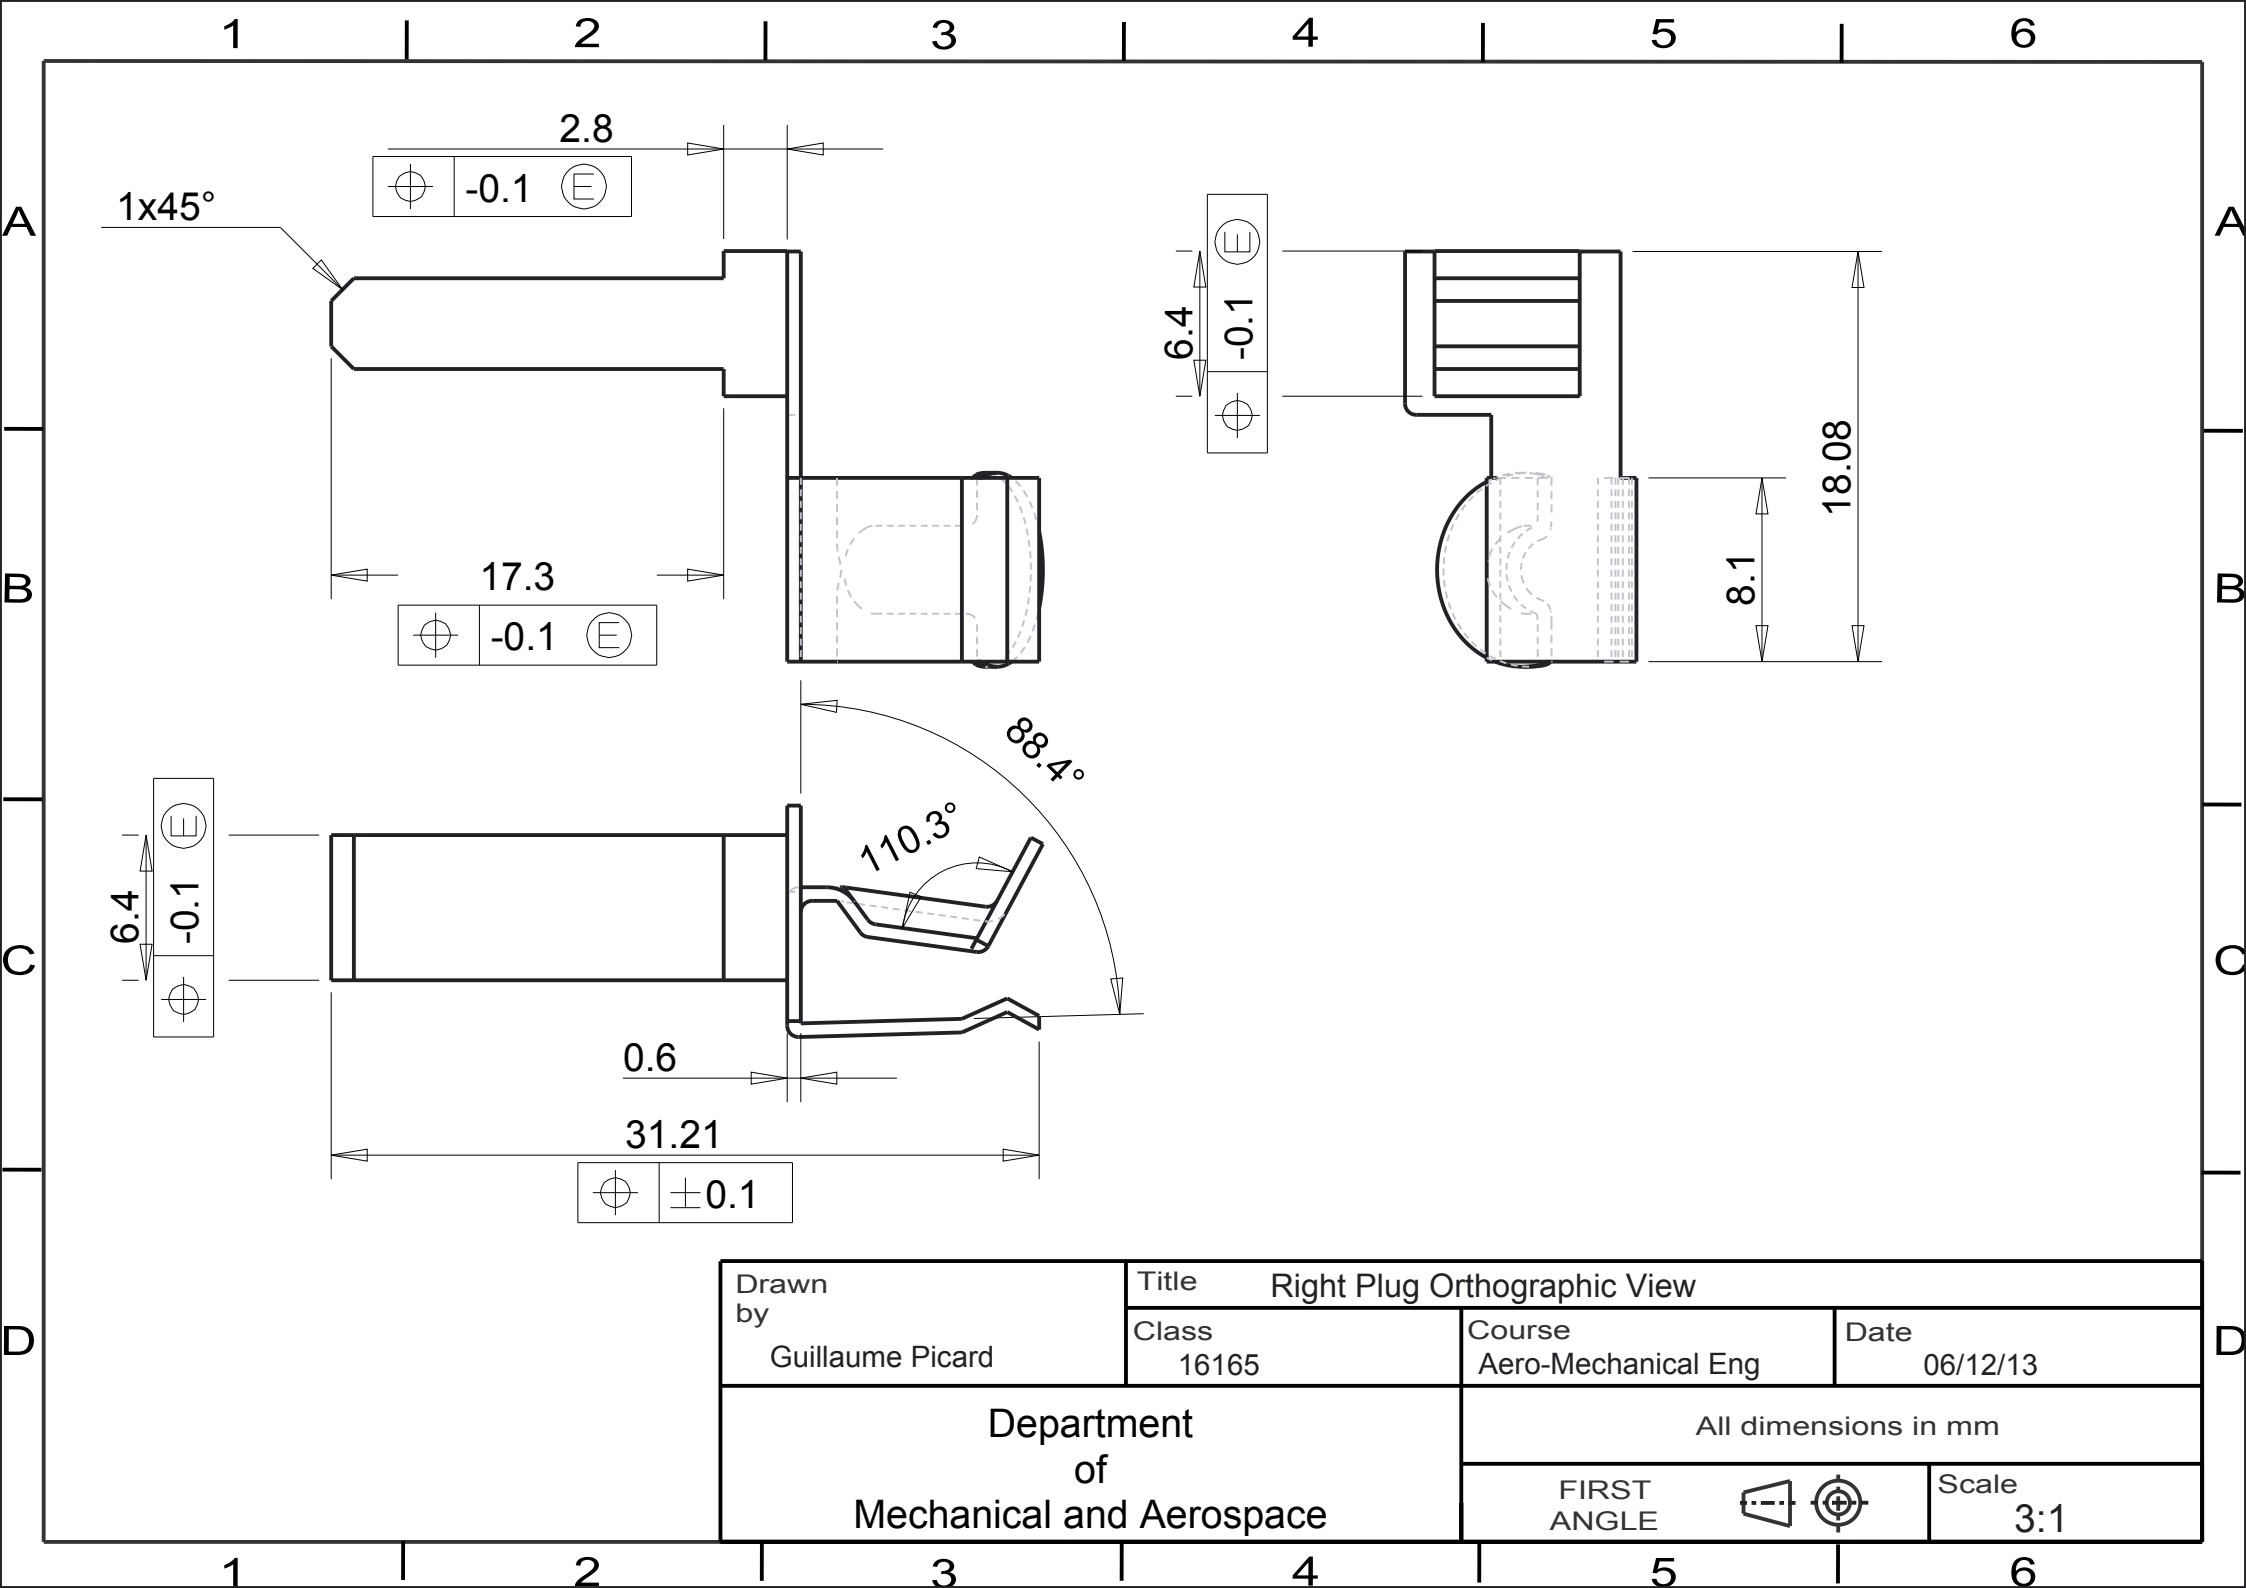 1 2 3 4 5 6
A A
B B
C C
D D
2.8
-0.1 Ⓔ
1x45°
17.3
-0.1 Ⓔ
6.4
-0.1 Ⓔ
18.08
8.1
88.4°
110.3°
6.4
-0.1 Ⓔ
0.6
31.21
±0.1
Drawn
by
Guillaume Picard
Title Right Plug Orthographic View
Class
16165
Course
Aero-Mechanical Eng
Date
06/12/13
Department
of
Mechanical and Aerospace
All dimensions in mm
FIRST
ANGLE
Scale
3:1
1 2 3 4 5 6